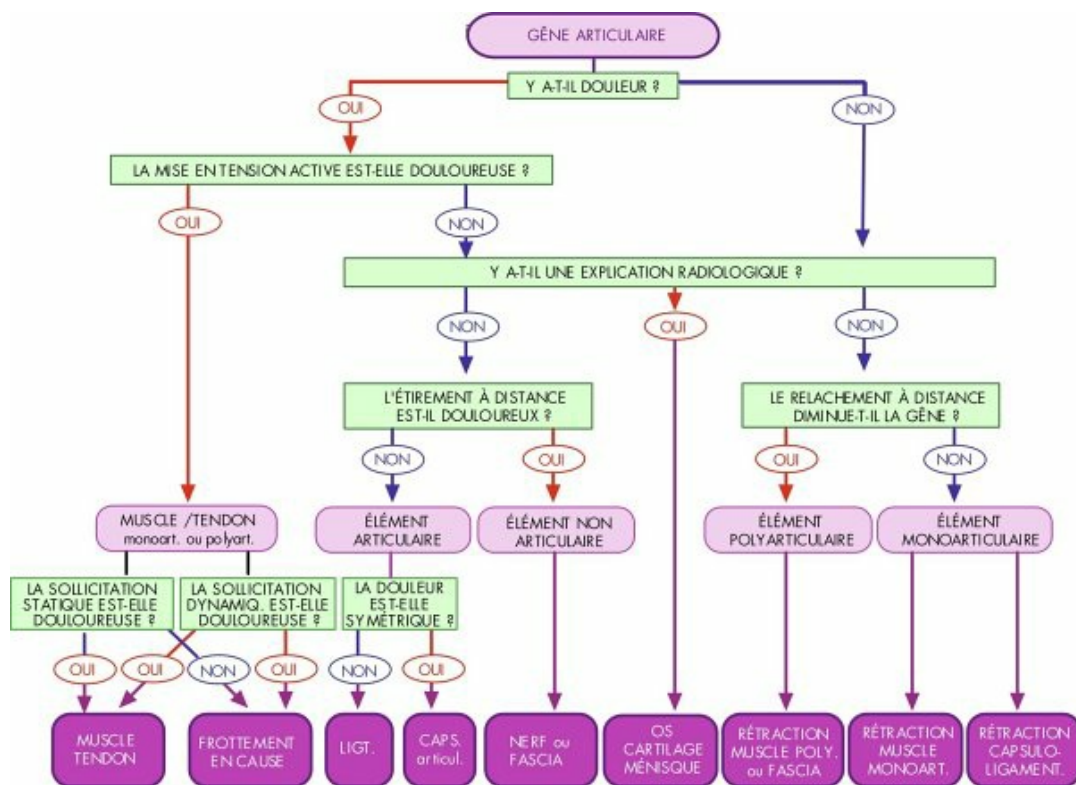 GÊNE ARTICULAIRE
Y A-T-IL DOULEUR ?
OUI
NON
LA MISE EN TENSION ACTIVE EST-ELLE DOULOUREUSE ?
OUI
NON
Y A-T-IL UNE EXPLICATION RADIOLOGIQUE ?
NON
OUI
NON
L'ÉTIREMENT À DISTANCE
EST-IL DOULOUREUX ?
LE RELACHEMENT À DISTANCE
DIMINUE-T-IL LA GÊNE ?
NON
OUI
OUI
NON
MUSCLE /TENDON
monoart. ou polyart.
ÉLÉMENT
ARTICULAIRE
ÉLÉMENT NON
ARTICULAIRE
ÉLÉMENT
POLYARTICULAIRE
ÉLÉMENT
MONOARTICULAIRE
LA SOLLICITATION
STATIQUE EST-ELLE
DOULOUREUSE ?
LA SOLLICITATION
DYNAMIQ. EST-ELLE
DOULOUREUSE ?
LA DOULEUR
EST-ELLE
SYMÉTRIQUE ?
OUI
OUI
NON
OUI
NON
OUI
MUSCLE
TENDON
FROTTEMENT
EN CAUSE
LIGT.
CAPS.
articul.
NERF ou
FASCIA
OS
CARTILAGE
MÉNISQUE
RÉTRACTION
MUSCLE POLY.
ou FASCIA
RÉTRACTION
MUSCLE
MONOART.
RÉTRACTION
CAPSULO-
LIGAMENT.